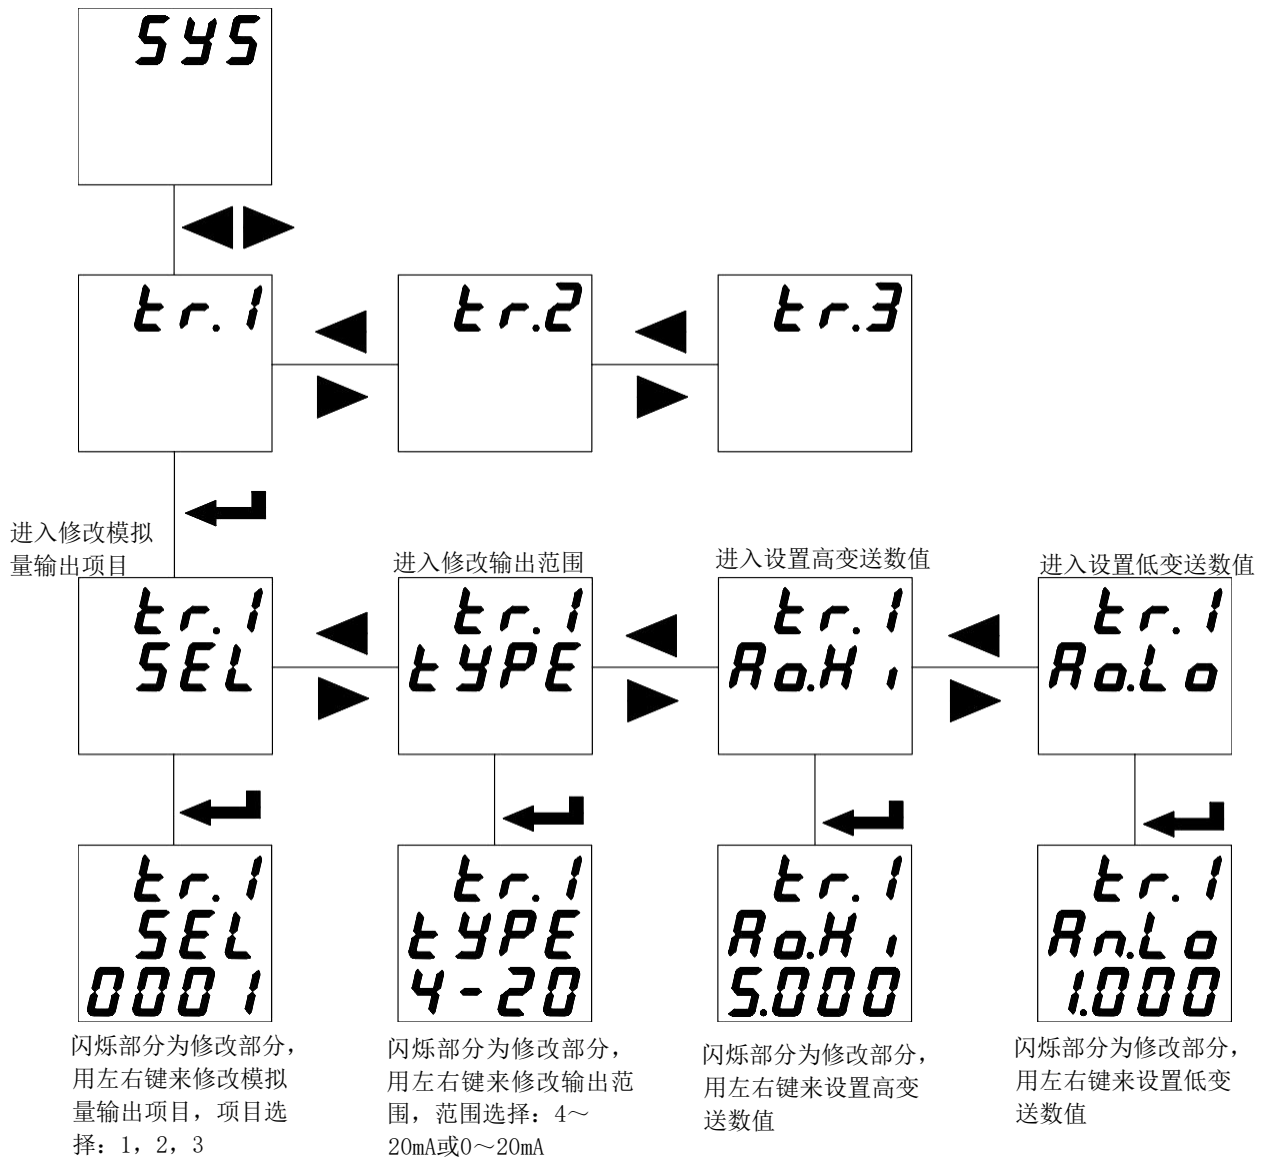 SYS
tr.1
tr.2
tr.3
进入修改模拟
量输出项目
进入修改输出范围
进入设置高变送数值
进入设置低变送数值
tr.1
SEL
tr.1
tYPE
tr.1
Ao.Hi
tr.1
Ao.Lo
tr.1
SEL
0001
tr.1
tYPE
4-20
tr.1
Ao.Hi
5.000
tr.1
An.Lo
1.000
闪烁部分为修改部分,
用左右键来修改模拟
量输出项目，项目选
择：1，2，3
闪烁部分为修改部分,
用左右键来修改输出范
围，范围选择：4～
20mA或0～20mA
闪烁部分为修改部分,
用左右键来设置高变
送数值
闪烁部分为修改部分,
用左右键来设置低变
送数值